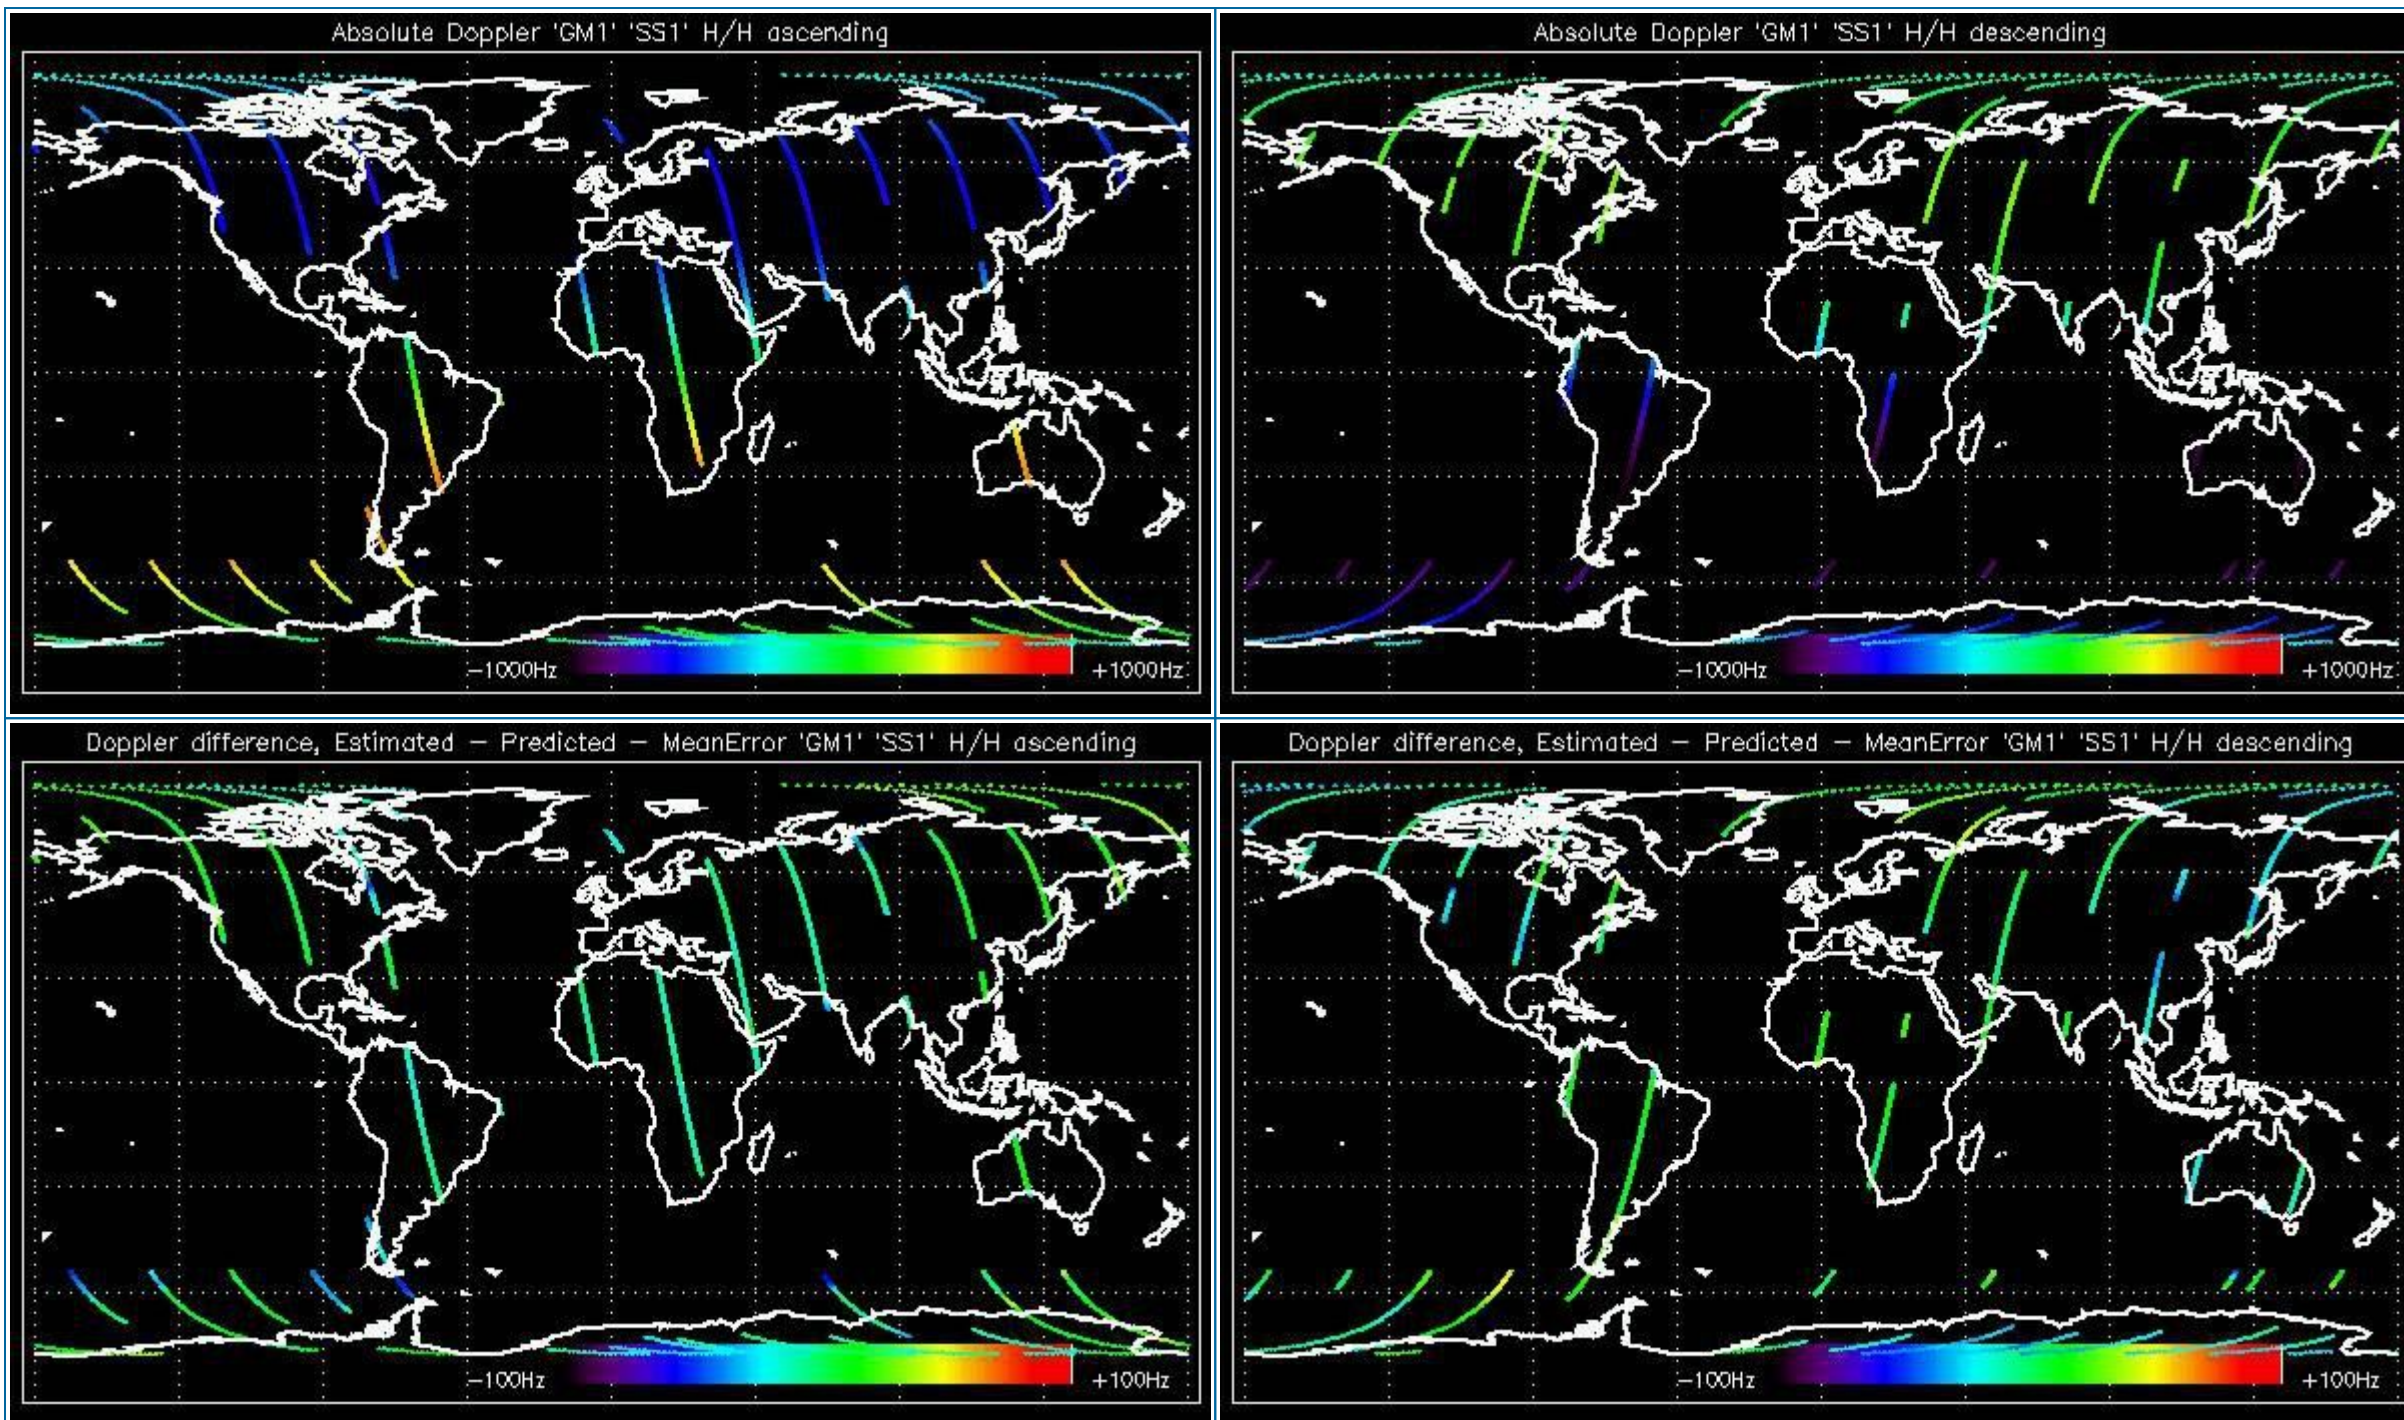 Absolute Doppler 'GM1' 'SS1' H/H ascending
−1000Hz
+1000Hz
Absolute Doppler 'GM1' 'SS1' H/H descending
−1000Hz
+1000Hz
Doppler difference, Estimated − Predicted − MeanError 'GM1' 'SS1' H/H ascending
−100Hz
+100Hz
Doppler difference, Estimated − Predicted − MeanError 'GM1' 'SS1' H/H descending
−100Hz
+100Hz